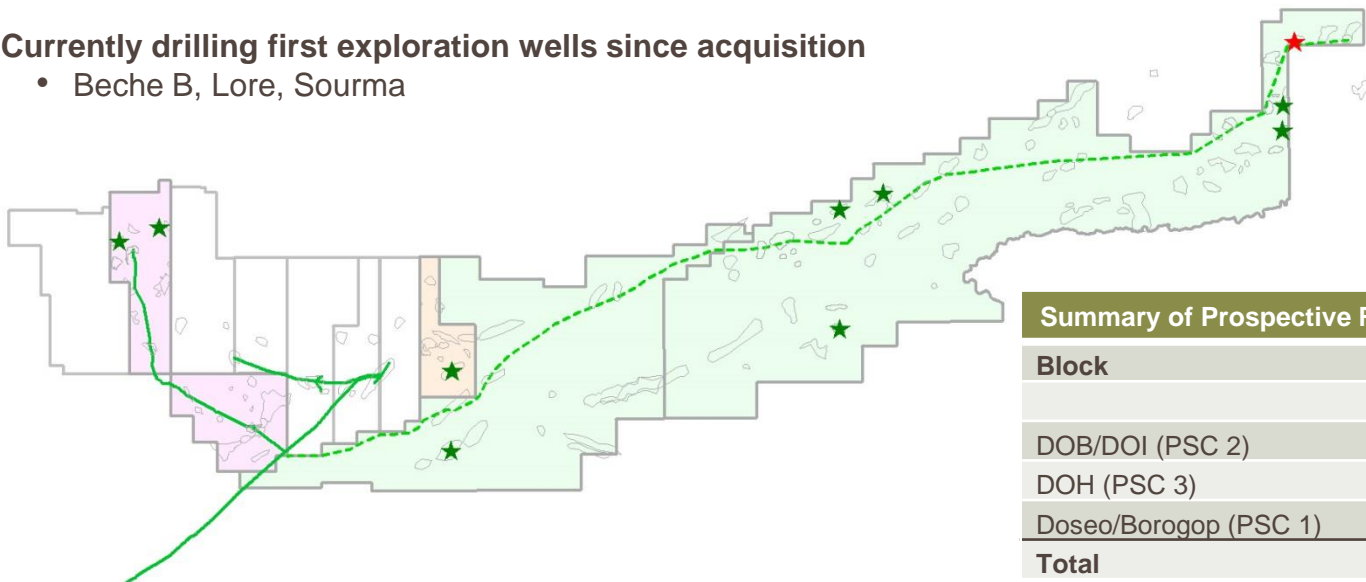 Currently drilling first exploration wells since acquisition
• Beche B, Lore, Sourma
Summary of Prospective
Block
DOB/DOI (PSC 2)
DOH (PSC 3)
Doseo/Borogop (PSC 1)
Total